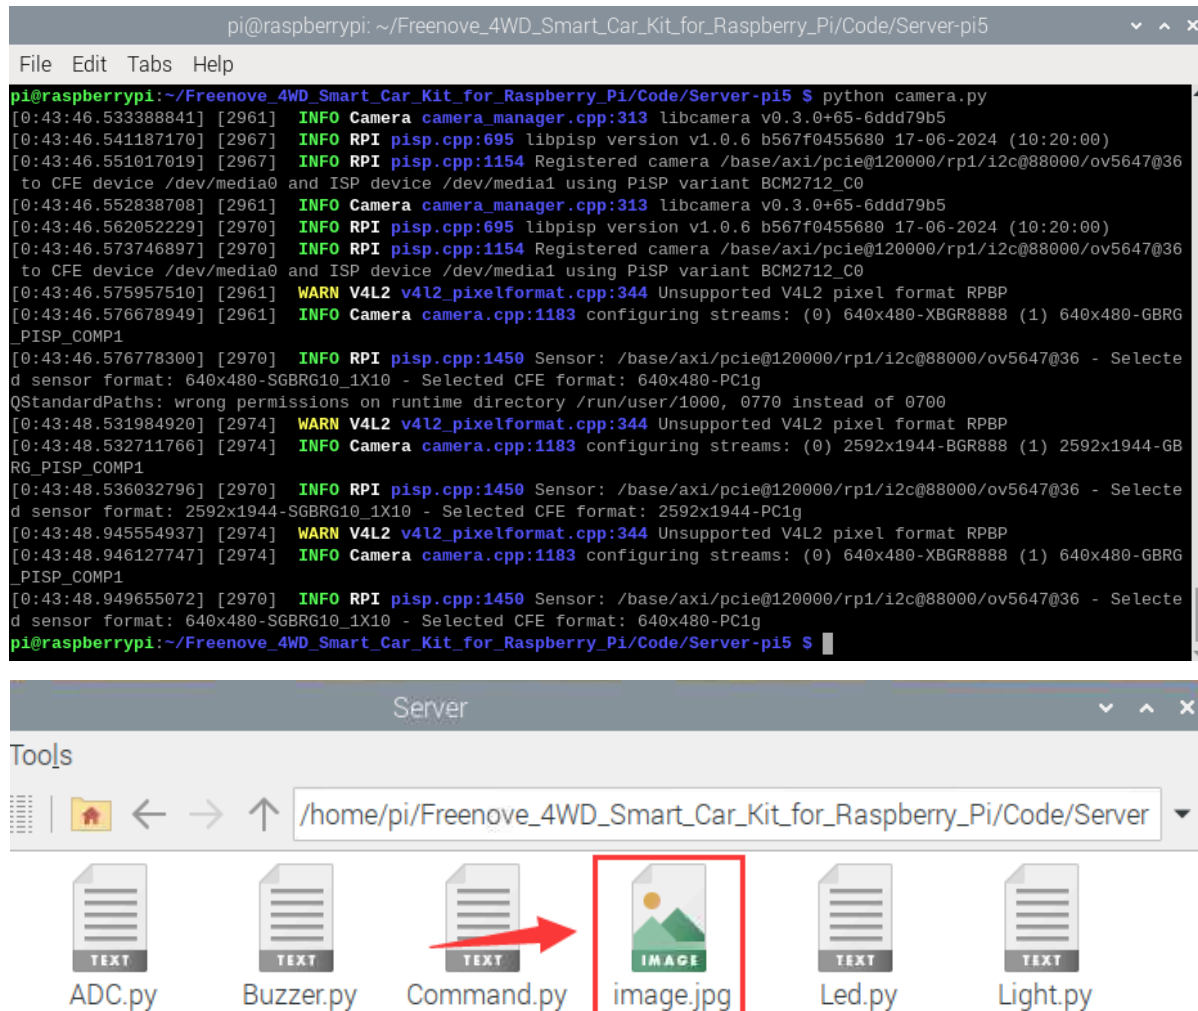 pi@raspberrypi: ~/Freenove_4WD_Smart_Car_Kit_for_Raspberry_Pi/Code/Server-pi5
File Edit Tabs Help
pi@raspberrypi:~/Freenove_4WD_Smart_Car_Kit_for_Raspberry_Pi/Code/Server-pi5 $ python camera.py
[0:43:46.533388841] [2961]  INFO Camera camera_manager.cpp:313 libcamera v0.3.0+65-6ddd79b5
[0:43:46.541187170] [2967]  INFO RPI pisp.cpp:695 libpisp version v1.0.6 b567f0455680 17-06-2024 (10:20:00)
[0:43:46.551017019] [2967]  INFO RPI pisp.cpp:1154 Registered camera /base/axi/pcie@120000/rp1/i2c@88000/ov5647@36
 to CFE device /dev/media0 and ISP device /dev/media1 using PiSP variant BCM2712_C0
[0:43:46.552838708] [2961]  INFO Camera camera_manager.cpp:313 libcamera v0.3.0+65-6ddd79b5
[0:43:46.562052229] [2970]  INFO RPI pisp.cpp:695 libpisp version v1.0.6 b567f0455680 17-06-2024 (10:20:00)
[0:43:46.573746897] [2970]  INFO RPI pisp.cpp:1154 Registered camera /base/axi/pcie@120000/rp1/i2c@88000/ov5647@36
 to CFE device /dev/media0 and ISP device /dev/media1 using PiSP variant BCM2712_C0
[0:43:46.575957510] [2961]  WARN V4L2 v4l2_pixelformat.cpp:344 Unsupported V4L2 pixel format RPBP
[0:43:46.576678949] [2961]  INFO Camera camera.cpp:1183 configuring streams: (0) 640x480-XBGR8888 (1) 640x480-GBRG
_PISP_COMP1
[0:43:46.576778300] [2970]  INFO RPI pisp.cpp:1450 Sensor: /base/axi/pcie@120000/rp1/i2c@88000/ov5647@36 - Selecte
d sensor format: 640x480-SGBRG10_1X10 - Selected CFE format: 640x480-PC1g
QStandardPaths: wrong permissions on runtime directory /run/user/1000, 0770 instead of 0700
[0:43:48.531984920] [2974]  WARN V4L2 v4l2_pixelformat.cpp:344 Unsupported V4L2 pixel format RPBP
[0:43:48.532711766] [2974]  INFO Camera camera.cpp:1183 configuring streams: (0) 2592x1944-BGR888 (1) 2592x1944-GB
RG_PISP_COMP1
[0:43:48.536032796] [2970]  INFO RPI pisp.cpp:1450 Sensor: /base/axi/pcie@120000/rp1/i2c@88000/ov5647@36 - Selecte
d sensor format: 2592x1944-SGBRG10_1X10 - Selected CFE format: 2592x1944-PC1g
[0:43:48.945554937] [2974]  WARN V4L2 v4l2_pixelformat.cpp:344 Unsupported V4L2 pixel format RPBP
[0:43:48.946127747] [2974]  INFO Camera camera.cpp:1183 configuring streams: (0) 640x480-XBGR8888 (1) 640x480-GBRG
_PISP_COMP1
[0:43:48.949655072] [2970]  INFO RPI pisp.cpp:1450 Sensor: /base/axi/pcie@120000/rp1/i2c@88000/ov5647@36 - Selecte
d sensor format: 640x480-SGBRG10_1X10 - Selected CFE format: 640x480-PC1g
pi@raspberrypi:~/Freenove_4WD_Smart_Car_Kit_for_Raspberry_Pi/Code/Server-pi5 $
Server
Tools
/home/pi/Freenove_4WD_Smart_Car_Kit_for_Raspberry_Pi/Code/Server
TEXT TEXT TEXT IMAGE TEXT TEXT
ADC.py Buzzer.py Command.py image.jpg Led.py Light.py